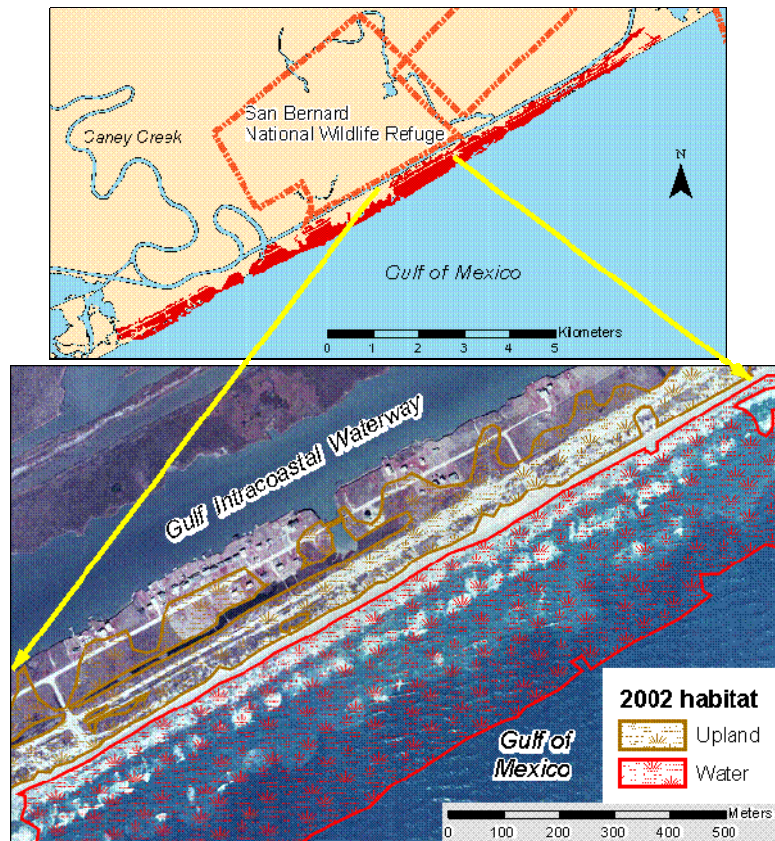 San Bernard
National Wildlife Refuge
Caney Creek
N
Gulf of Mexico
Kilometers
0 1 2 3 4 5
Gulf Intracoastal Waterway
2002 habitat
Upland
Water
Gulf of
Mexico
Meters
0 100 200 300 400 500